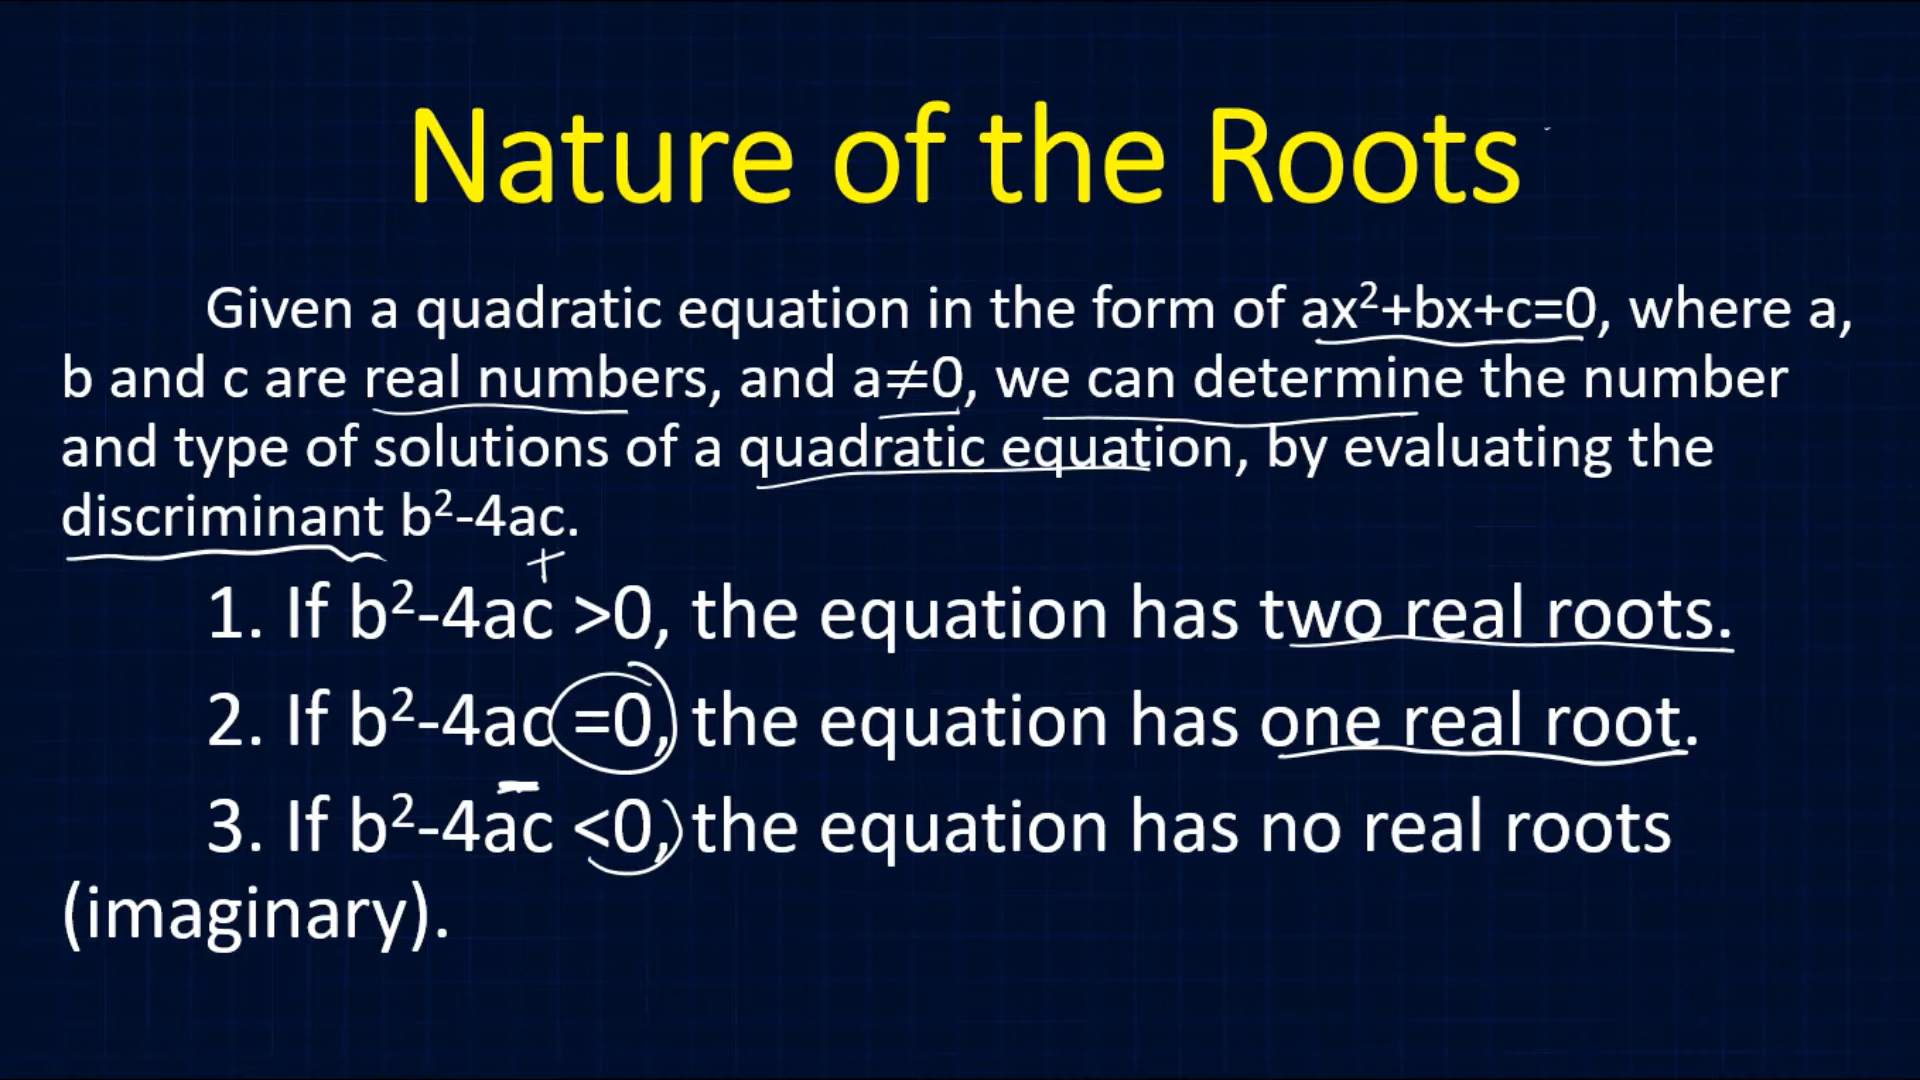 Nature of the Roots
Given a quadratic equation in the form of ax²+bx+c=0, where a,
b and c are real numbers, and a≠0, we can determine the number
and type of solutions of a quadratic equation, by evaluating the
discriminant b²-4ac.
+
1. If b²-4ac >0, the equation has two real roots.
2. If b²-4ac =0, the equation has one real root.
-
3. If b²-4ac <0, the equation has no real roots
(imaginary).